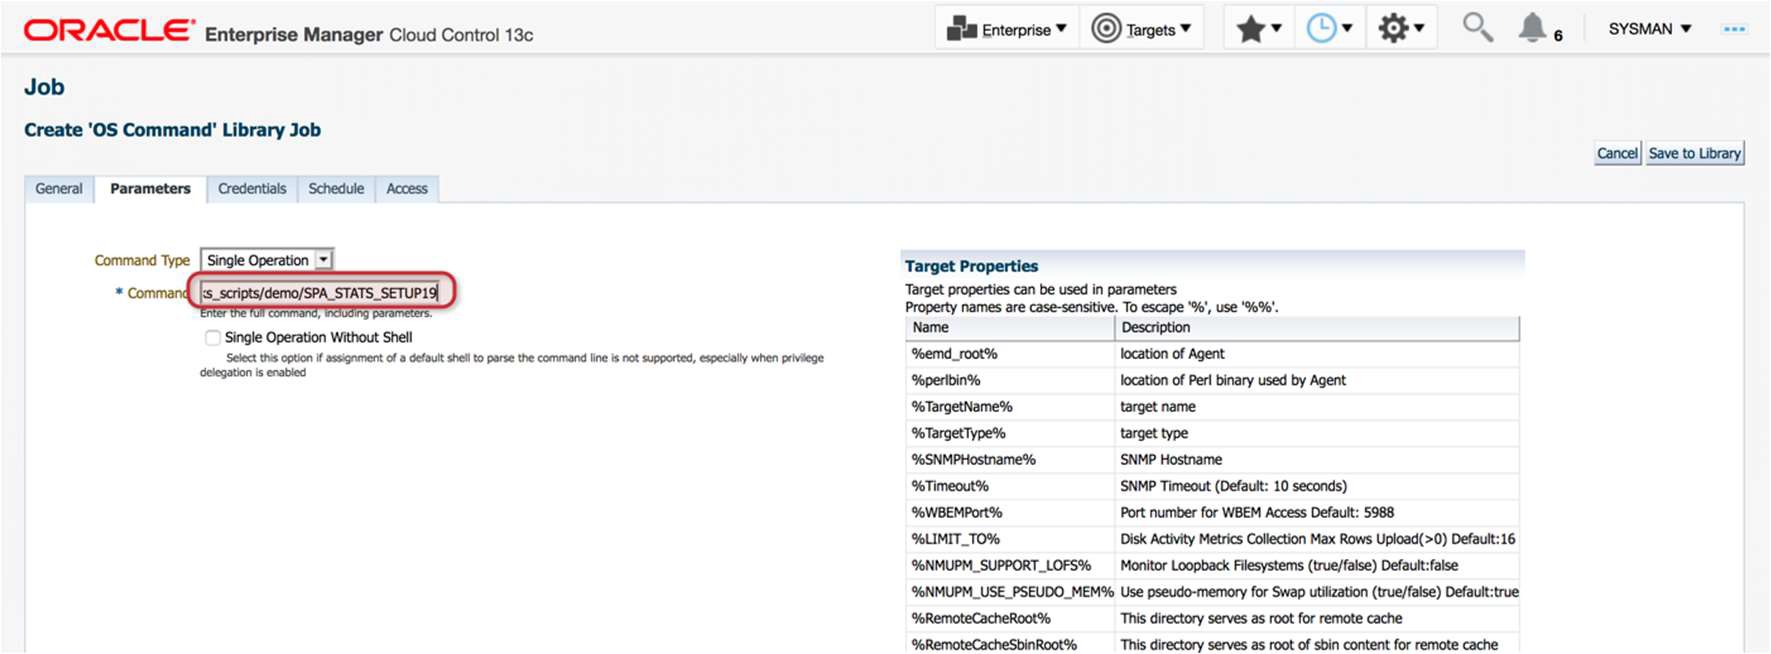 ORACLE® Enterprise Manager Cloud Control 13c
Enterprise
Targets
6
SYSMAN
Job
Create 'OS Command' Library Job
Cancel
Save to Library
General
Parameters
Credentials
Schedule
Access
Command Type Single Operation
* Command s_scripts/demo/SPA_STATS_SETUP19
Enter the full command, including parameters.
Single Operation Without Shell
Select this option if assignment of a default shell to parse the command line is not supported, especially when privilege
delegation is enabled
Target Properties
Target properties can be used in parameters
Property names are case-sensitive. To escape '%', use '%%'.
Name Description
%emd_root% location of Agent
%perlbin% location of Perl binary used by Agent
%TargetName% target name
%TargetType% target type
%SNMPHostname% SNMP Hostname
%Timeout% SNMP Timeout (Default: 10 seconds)
%WBEMPort% Port number for WBEM Access Default: 5988
%LIMIT_TO% Disk Activity Metrics Collection Max Rows Upload(>0) Default:16
%NMUPM_SUPPORT_LOFS% Monitor Loopback Filesystems (true/false) Default:false
%NMUPM_USE_PSEUDO_MEM% Use pseudo-memory for Swap utilization (true/false) Default:true
%RemoteCacheRoot% This directory serves as root for remote cache
%RemoteCacheSbinRoot% This directory serves as root of sbin content for remote cache